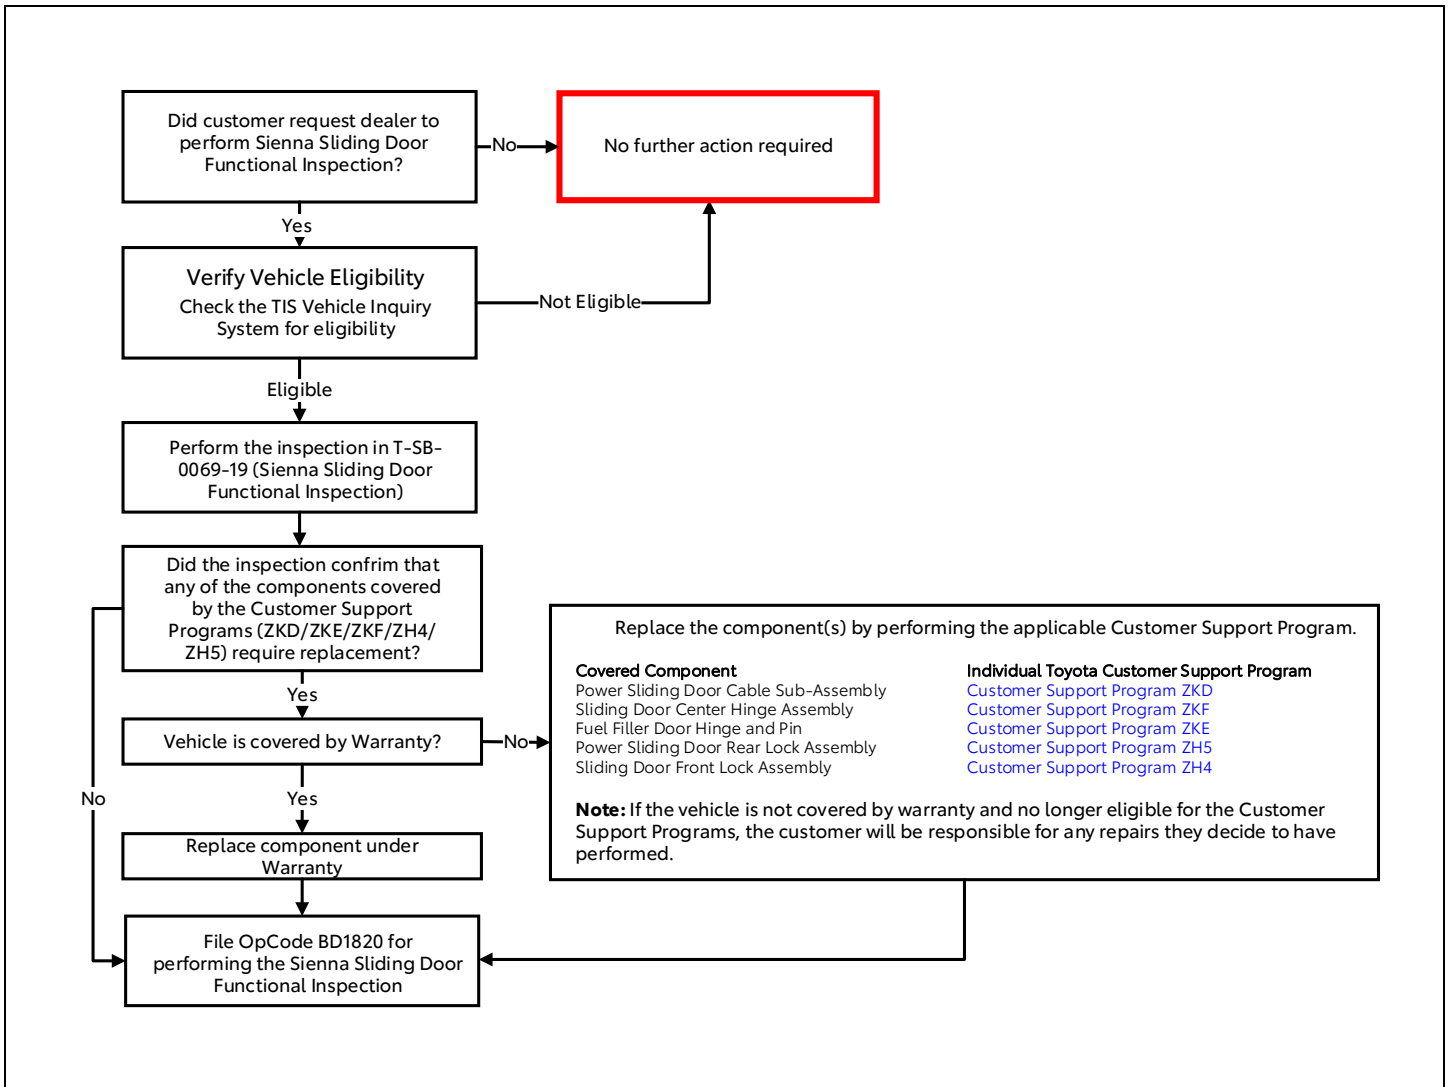 Did customer request dealer to
perform Sienna Sliding Door
Functional Inspection?
No
No further action required
Yes
Verify Vehicle Eligibility
Check the TIS Vehicle Inquiry
System for eligibility
Not Eligible
Eligible
Perform the inspection in T-SB-
0069-19 (Sienna Sliding Door
Functional Inspection)
Did the inspection confrim that
any of the components covered
by the Customer Support
Programs (ZKD/ZKE/ZKF/ZH4/
ZH5) require replacement?
Yes
Vehicle is covered by Warranty?
No
Replace the component(s) by performing the applicable Customer Support Program.
Covered Component Individual Toyota Customer Support Program
Power Sliding Door Cable Sub-Assembly Customer Support Program ZKD
Sliding Door Center Hinge Assembly Customer Support Program ZKF
Fuel Filler Door Hinge and Pin Customer Support Program ZKE
Power Sliding Door Rear Lock Assembly Customer Support Program ZH5
Sliding Door Front Lock Assembly Customer Support Program ZH4
Note: If the vehicle is not covered by warranty and no longer eligible for the Customer
Support Programs, the customer will be responsible for any repairs they decide to have
performed.
No
Yes
Replace component under
Warranty
File OpCode BD1820 for
performing the Sienna Sliding Door
Functional Inspection